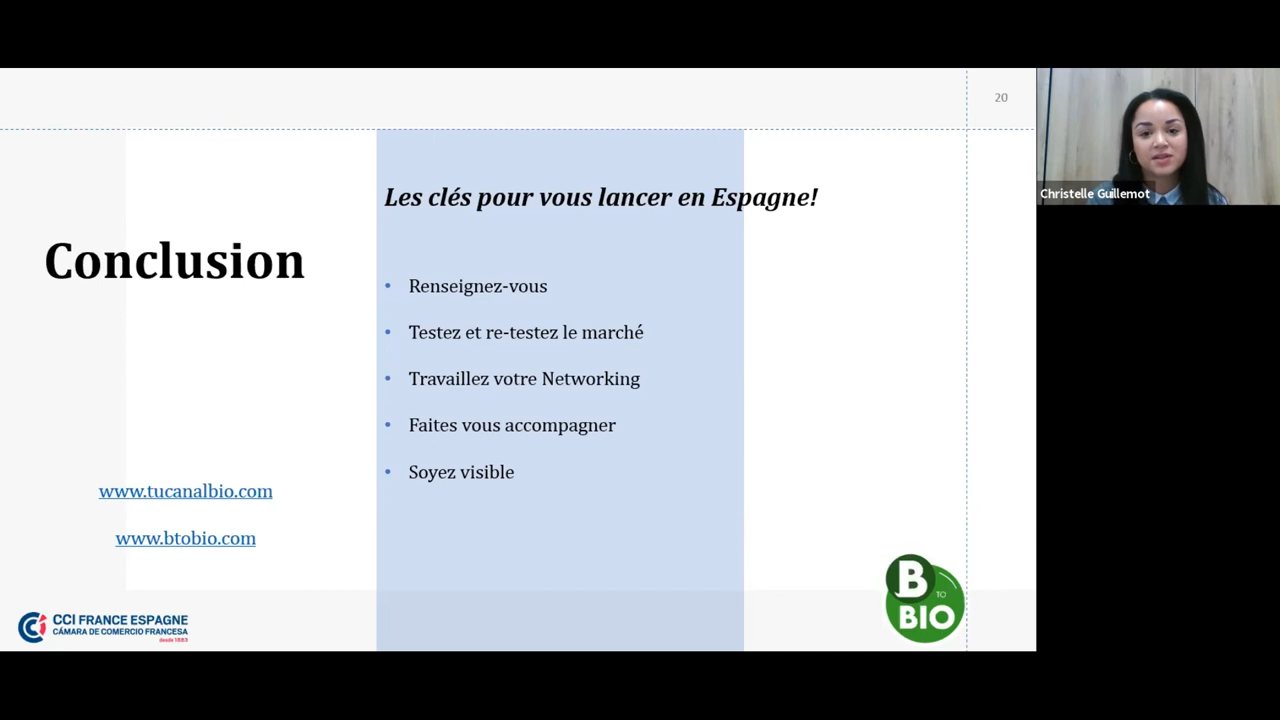 20
Christelle Guillemot
Les clés pour vous lancer en Espagne!
Conclusion
• Renseignez-vous
• Testez et re-testez le marché
• Travaillez votre Networking
• Faites vous accompagner
• Soyez visible
www.tucanalbio.com
www.btobio.com
CCI FRANCE ESPAGNE
CÁMARA DE COMERCIO FRANCESA
desde 1883
B
TO
BIO